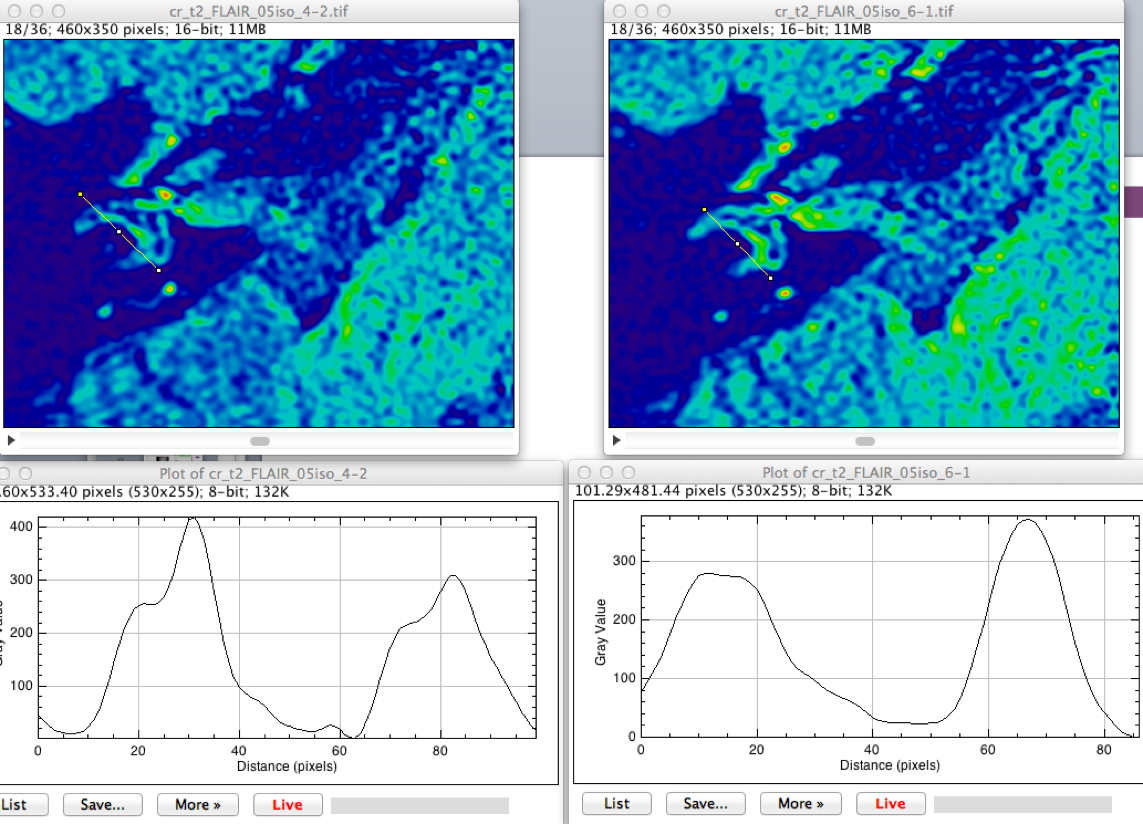 cr_t2_FLAIR_05iso_4-2.tif
18/36; 460x350 pixels; 16-bit; 11MB
cr_t2_FLAIR_05iso_6-1.tif
18/36; 460x350 pixels; 16-bit; 11MB
Plot of cr_t2_FLAIR_05iso_4-2
.60x533.40 pixels (530x255); 8-bit; 132K
400
300
200
100
0 20 40 60 80
Distance (pixels)
List Save... More » Live
Plot of cr_t2_FLAIR_05iso_6-1
101.29x481.44 pixels (530x255); 8-bit; 132K
Gray Value
300
200
100
0
0 20 40 60 80
Distance (pixels)
List Save... More » Live